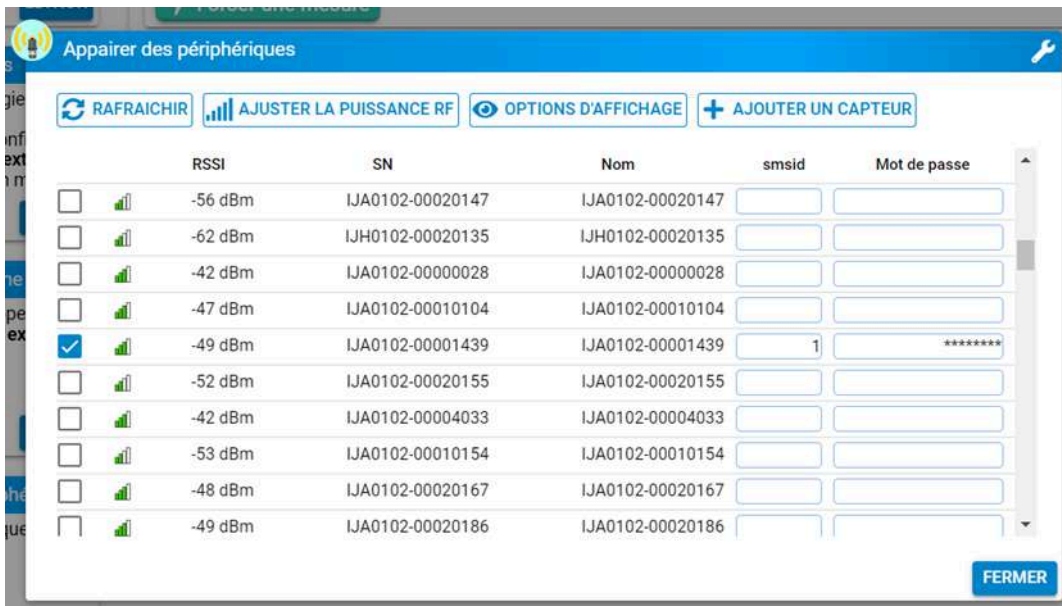 Forcer une mesure
Appairer des périphériques
RAFRAICHIR AJUSTER LA PUISSANCE RF OPTIONS D'AFFICHAGE AJOUTER UN CAPTEUR
RSSI SN Nom smsid Mot de passe
-56 dBm IJA0102-00020147 IJA0102-00020147
-62 dBm IJH0102-00020135 IJH0102-00020135
-42 dBm IJA0102-00000028 IJA0102-00000028
-47 dBm IJA0102-00010104 IJA0102-00010104
-49 dBm IJA0102-00001439 IJA0102-00001439 1 ********
-52 dBm IJA0102-00020155 IJA0102-00020155
-42 dBm IJA0102-00004033 IJA0102-00004033
-53 dBm IJA0102-00010154 IJA0102-00010154
-48 dBm IJA0102-00020167 IJA0102-00020167
-49 dBm IJA0102-00020186 IJA0102-00020186
FERMER